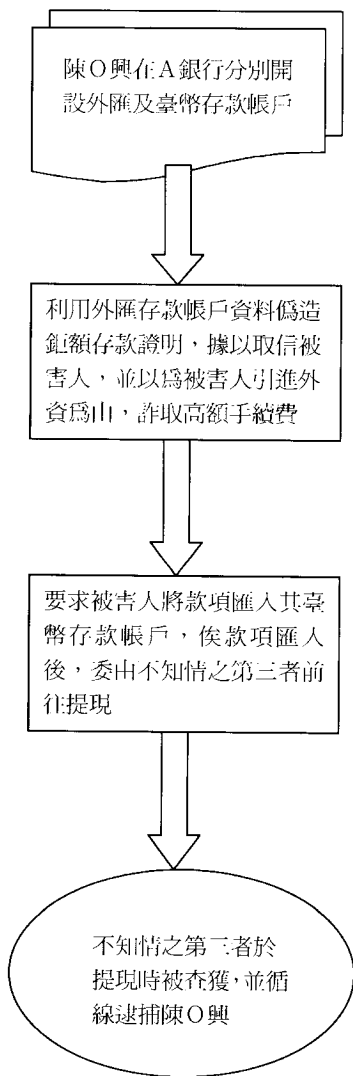 陳O興在A銀行分別開
設外匯及臺幣存款帳戶
利用外匯存款帳戶資料偽造
鉅額存款證明，據以取信被
害人，並以為被害人引進外
資為由，詐取高額手續費
要求被害人將款項匯入其臺
幣存款帳戶，俟款項匯入
後，委由不知情之第三者前
往提現
不知情之第三者於
提現時被查獲，並循
線逮捕陳O興